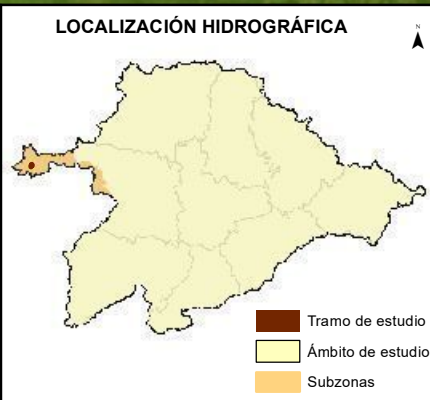 LOCALIZACIÓN HIDROGRÁFICA
N
Tramo de estudio
Ámbito de estudio
Subzonas